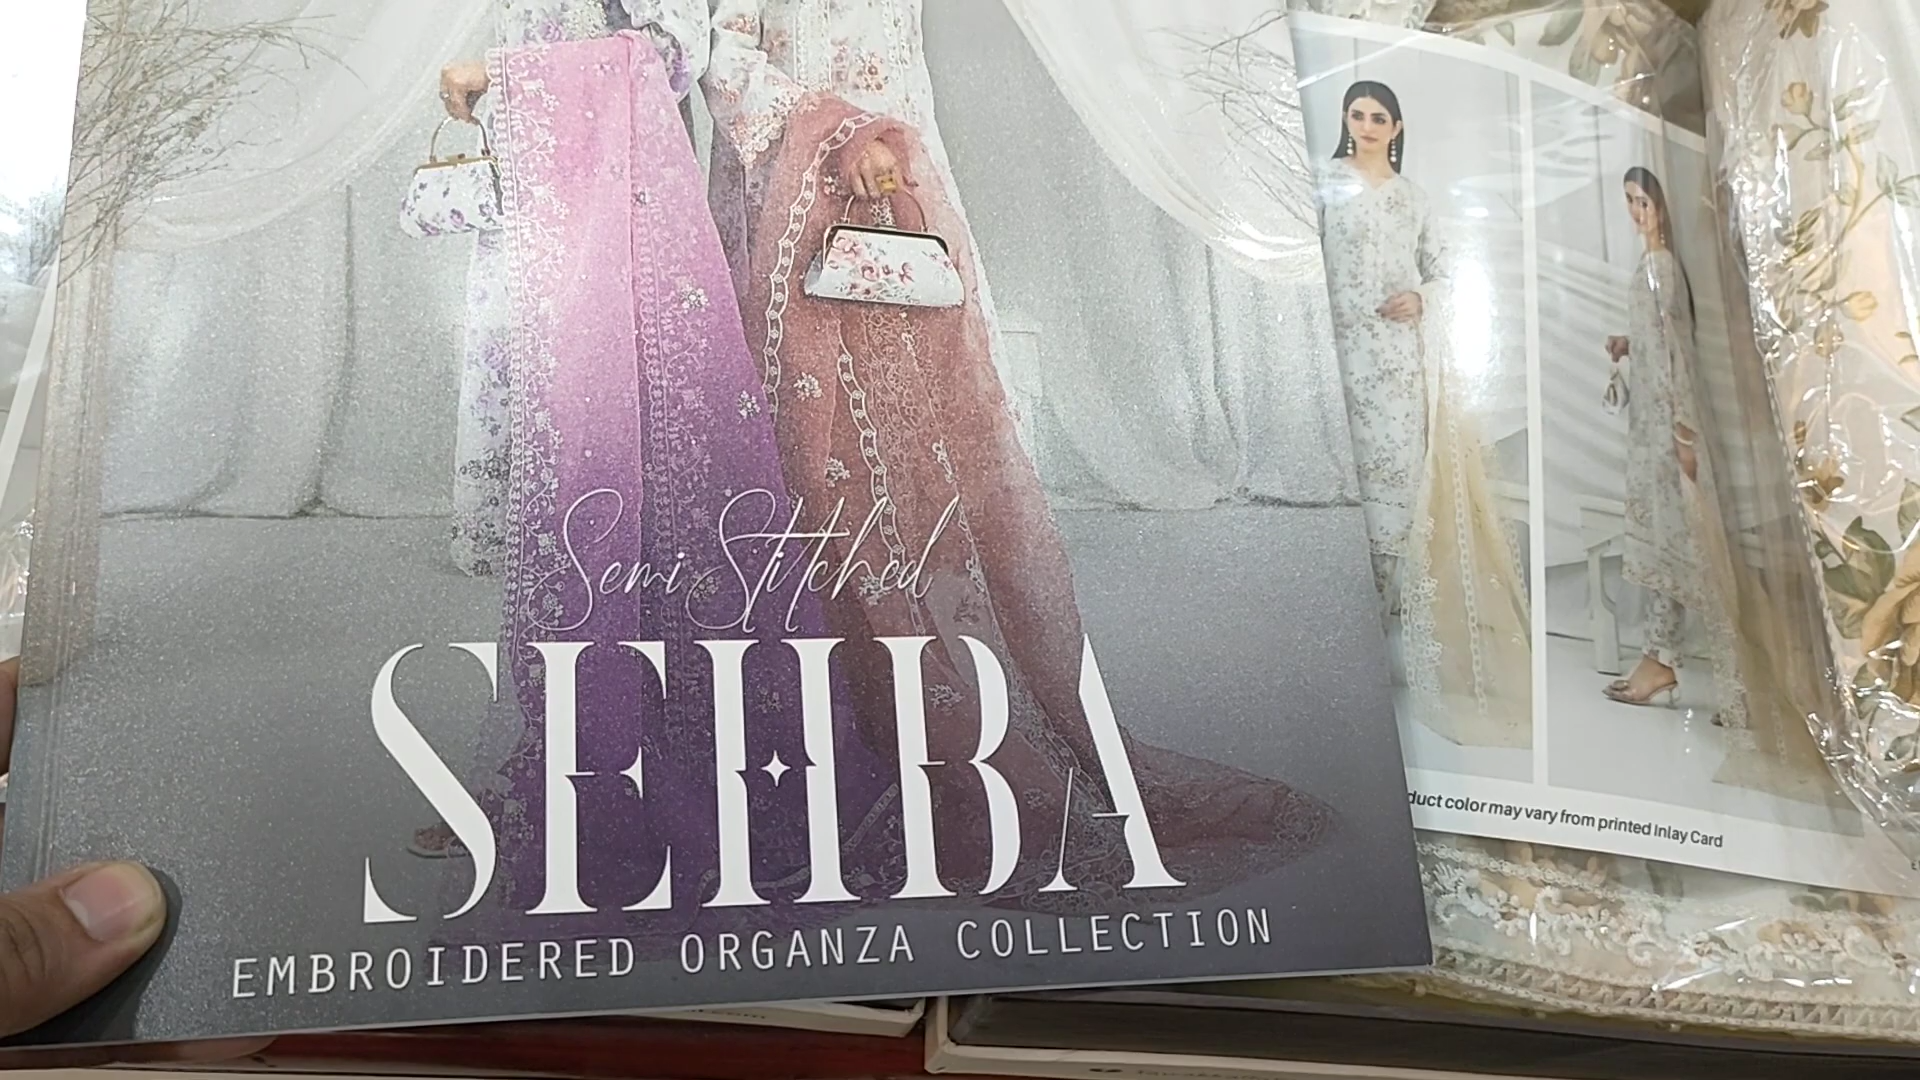 Semi Stitched
SEHBA
EMBROIDERED ORGANZA COLLECTION
duct color may vary from printed Inlay Card